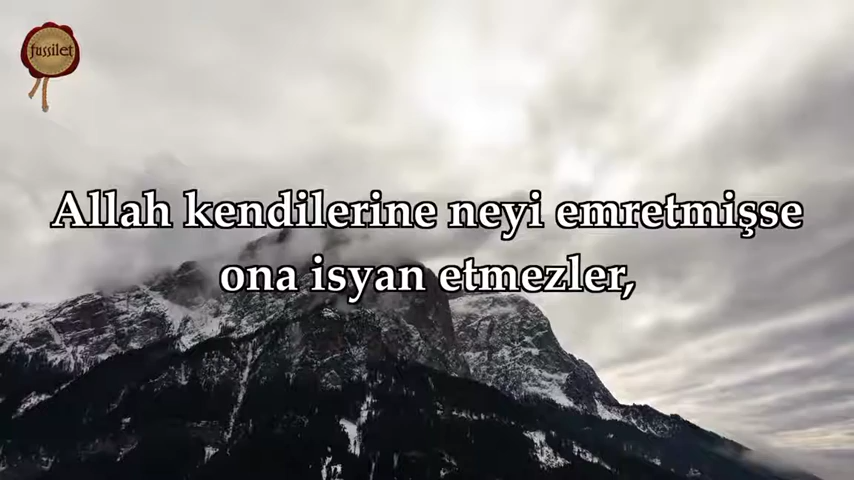 fussilet
Allah kendilerine neyi emretmişse
ona isyan etmezler,